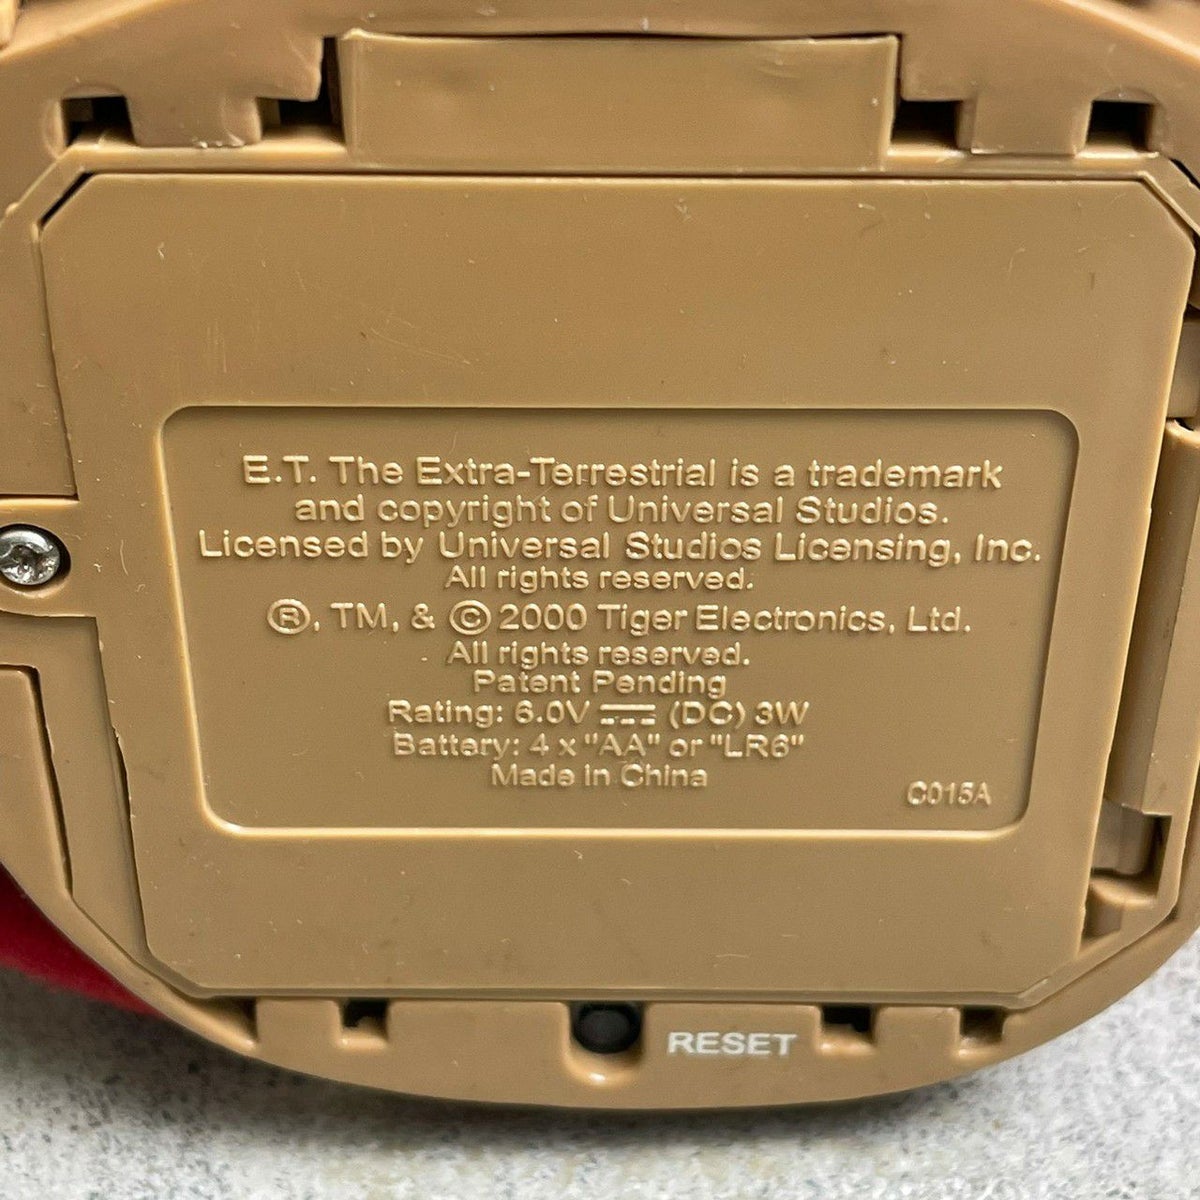 E.T. The Extra-Terrestrial is a trademark
and copyright of Universal Studios.
Licensed by Universal Studios Licensing, Inc.
All rights reserved.
®, TM, & © 2000 Tiger Electronics, Ltd.
All rights reserved.
Patent Pending
Rating: 6.0V ⎓ (DC) 3W
Battery: 4 x "AA" or "LR6"
Made in China
C015A
RESET